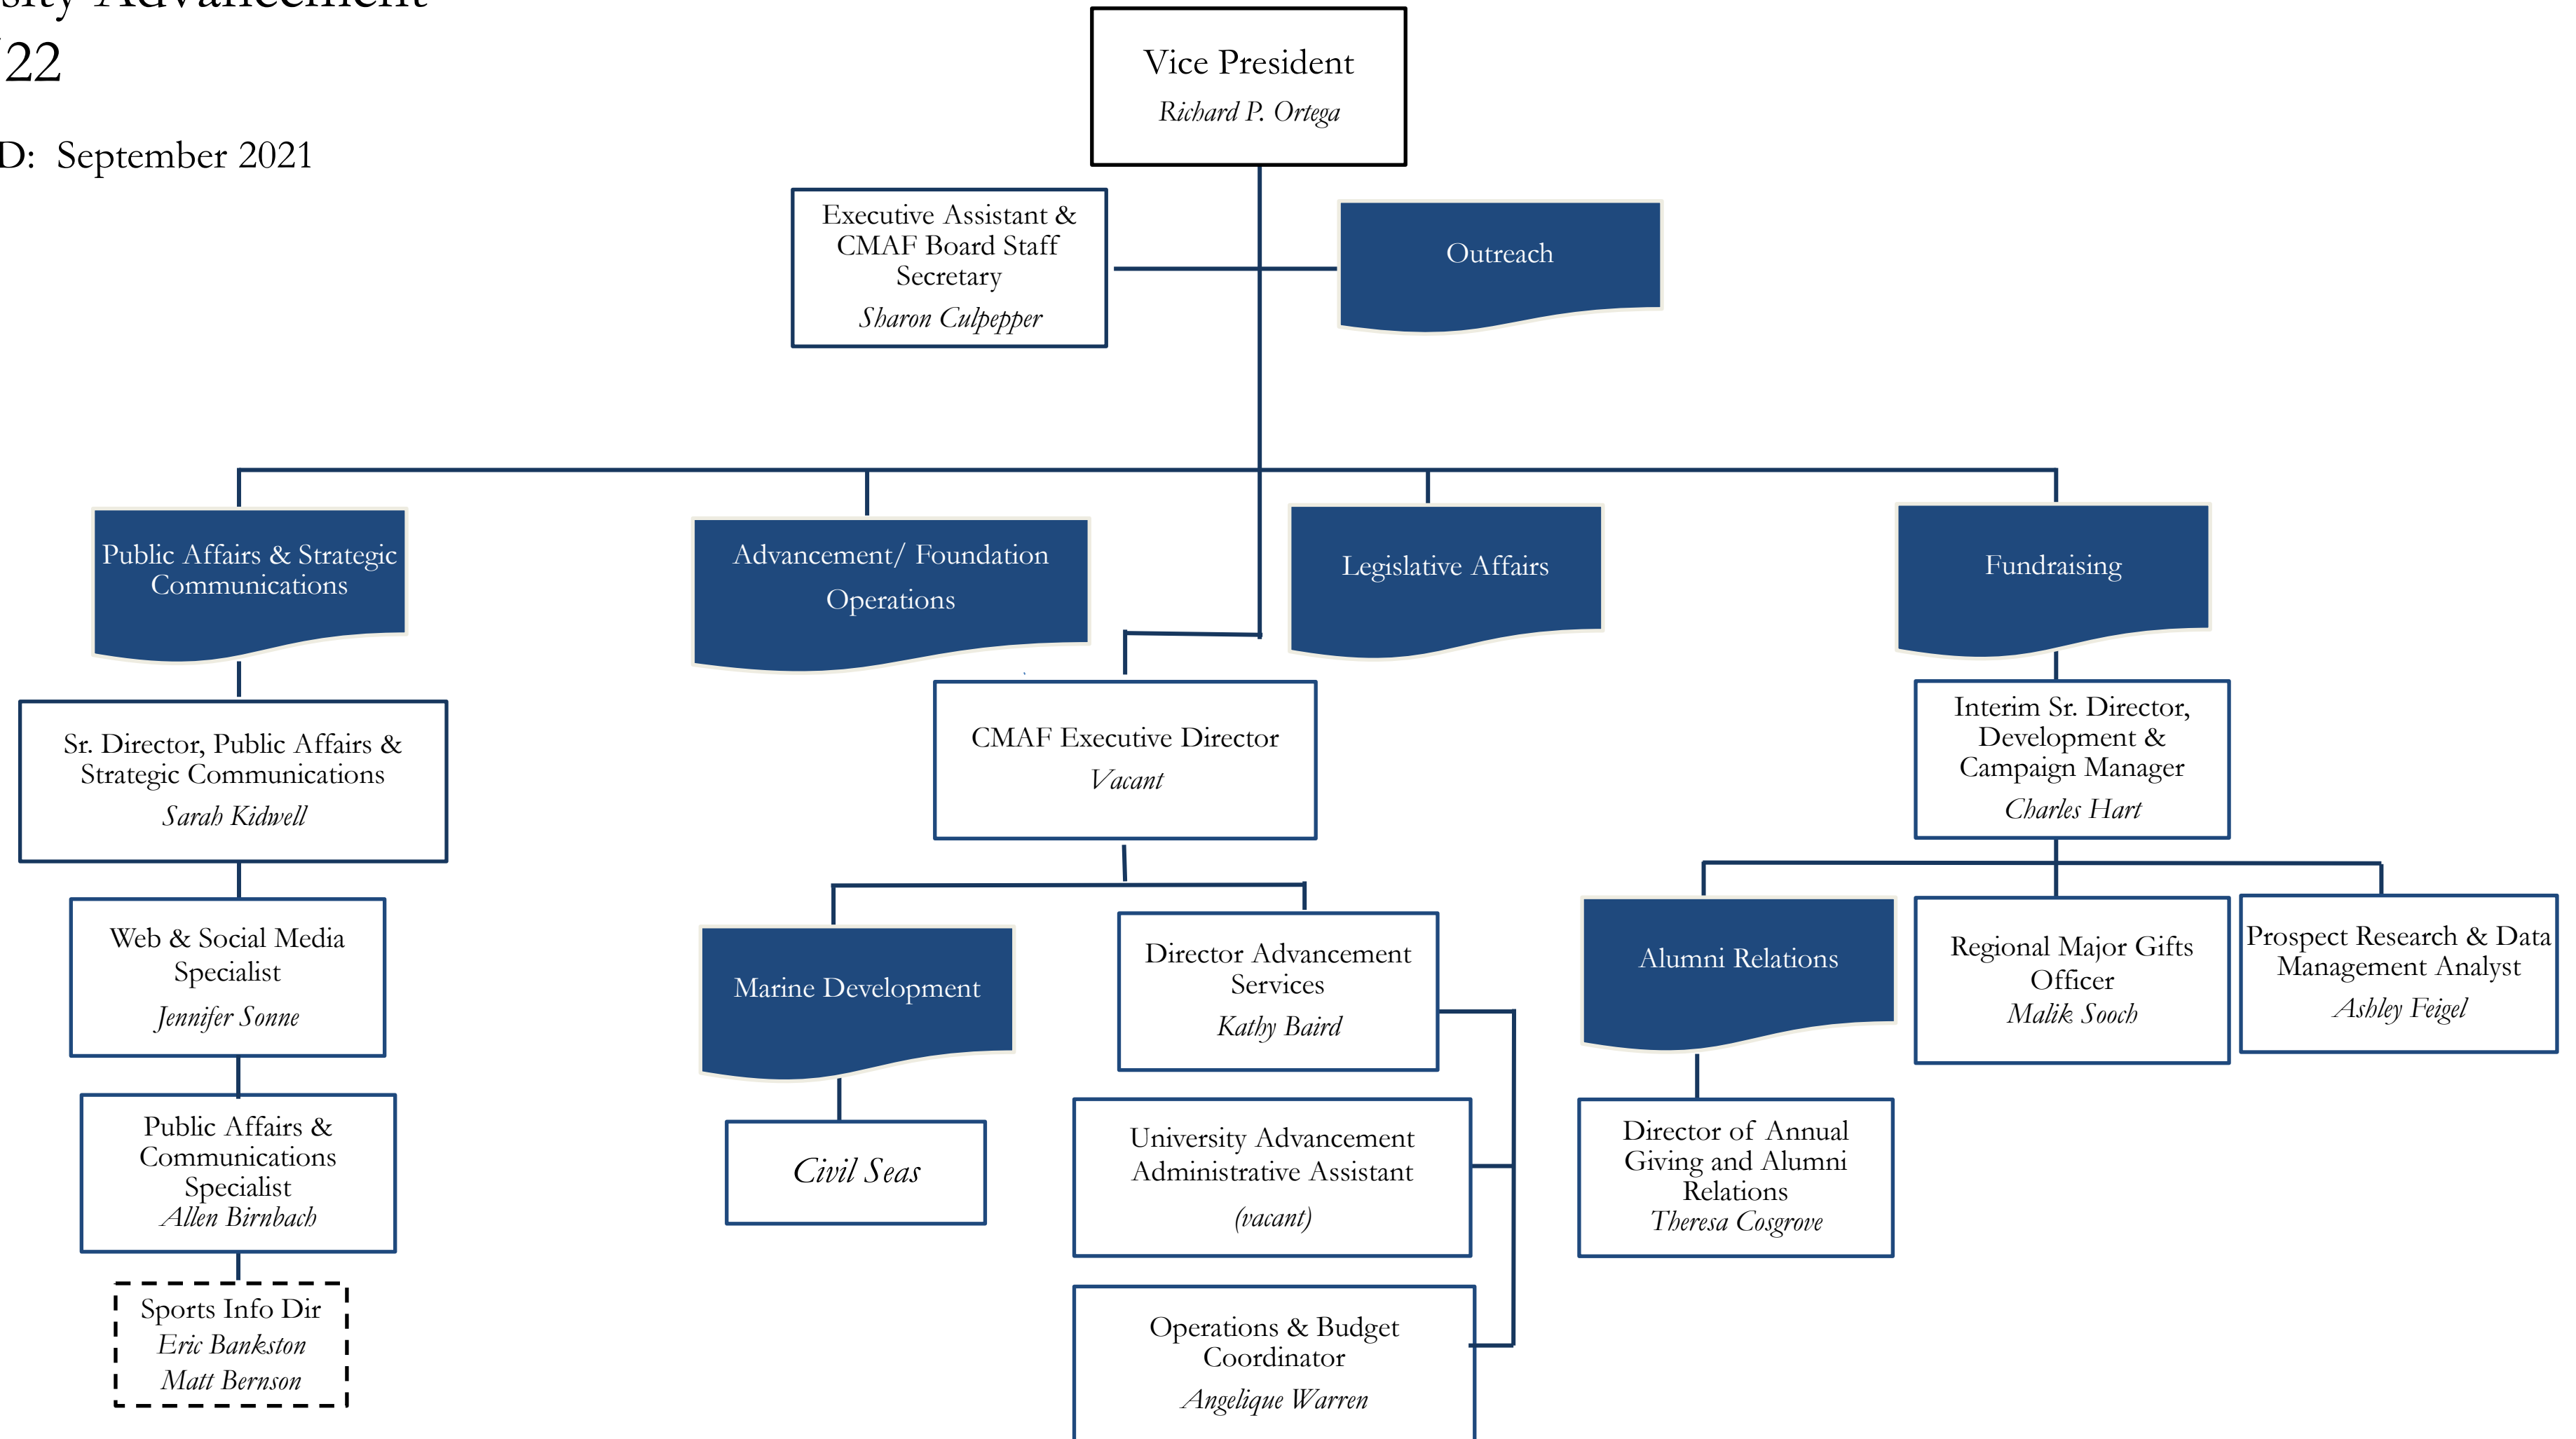 sity Advancement
/22
D: September 2021
Vice President
Richard P. Ortega
Executive Assistant &
CMAF Board Staff
Secretary
Sharon Culpepper
Outreach
Public Affairs & Strategic
Communications
Advancement/ Foundation
Operations
Legislative Affairs
Fundraising
Sr. Director, Public Affairs &
Strategic Communications
Sarah Kidwell
CMAF Executive Director
Vacant
Interim Sr. Director,
Development &
Campaign Manager
Charles Hart
Web & Social Media
Specialist
Jennifer Sonne
Marine Development
Director Advancement
Services
Kathy Baird
Alumni Relations
Regional Major Gifts
Officer
Malik Sooch
Prospect Research & Data
Management Analyst
Ashley Feigel
Public Affairs &
Communications
Specialist
Allen Birnbach
Civil Seas
University Advancement
Administrative Assistant
(vacant)
Director of Annual
Giving and Alumni
Relations
Theresa Cosgrove
Sports Info Dir
Eric Bankston
Matt Bernson
Operations & Budget
Coordinator
Angelique Warren